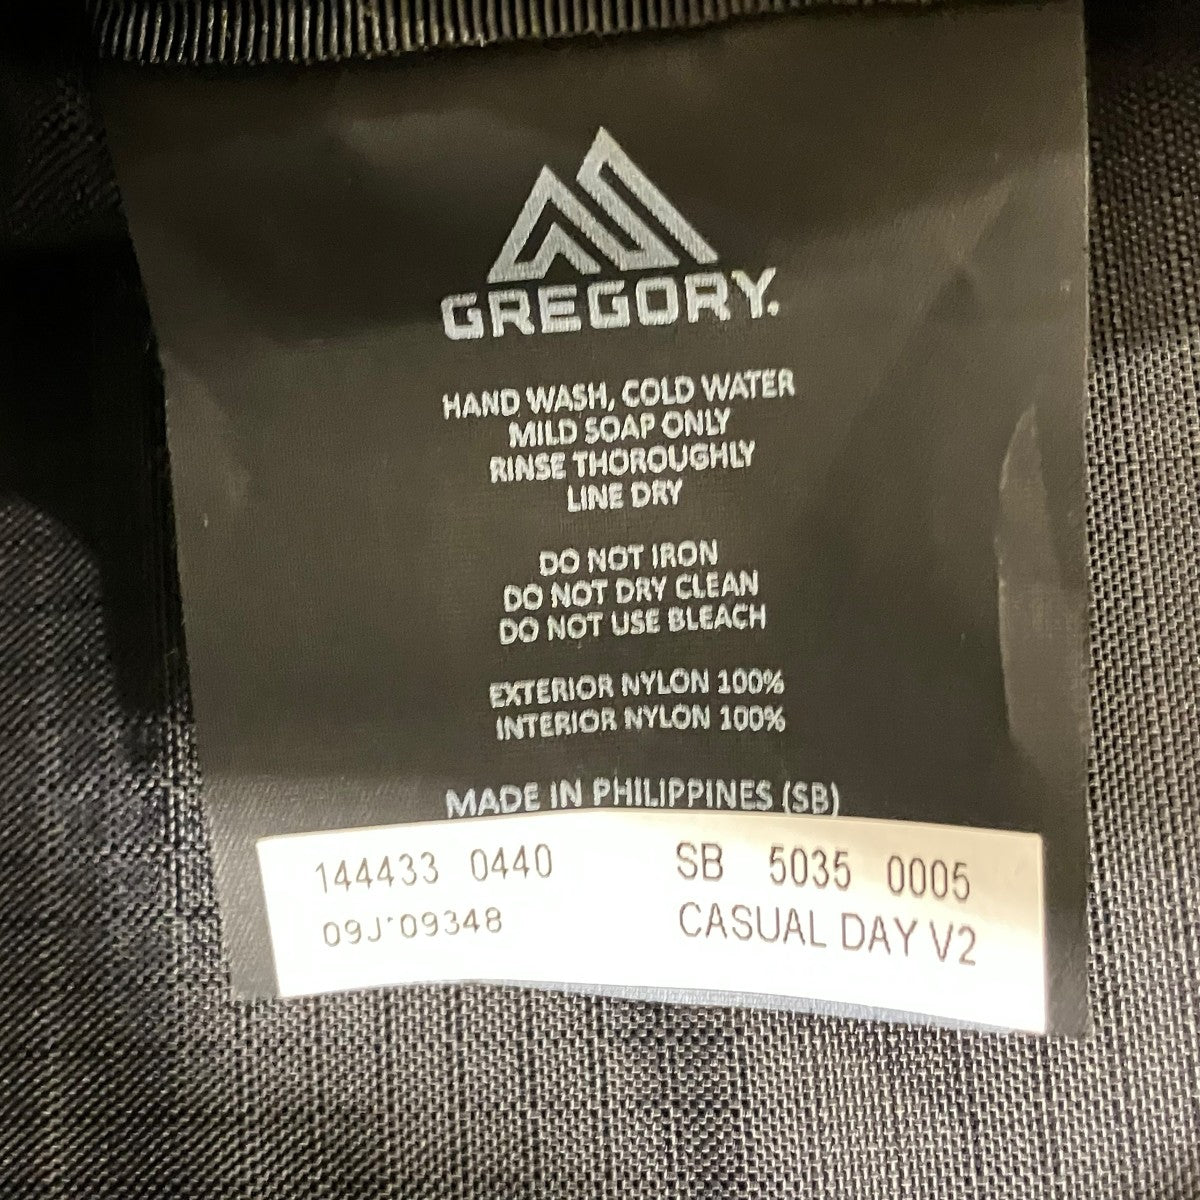 GREGORY.
HAND WASH, COLD WATER
MILD SOAP ONLY
RINSE THOROUGHLY
LINE DRY
DO NOT IRON
DO NOT DRY CLEAN
DO NOT USE BLEACH
EXTERIOR NYLON 100%
INTERIOR NYLON 100%
MADE IN PHILIPPINES (SB)
144433 0440 SB 5035 0005
09J*09348 CASUAL DAY V2